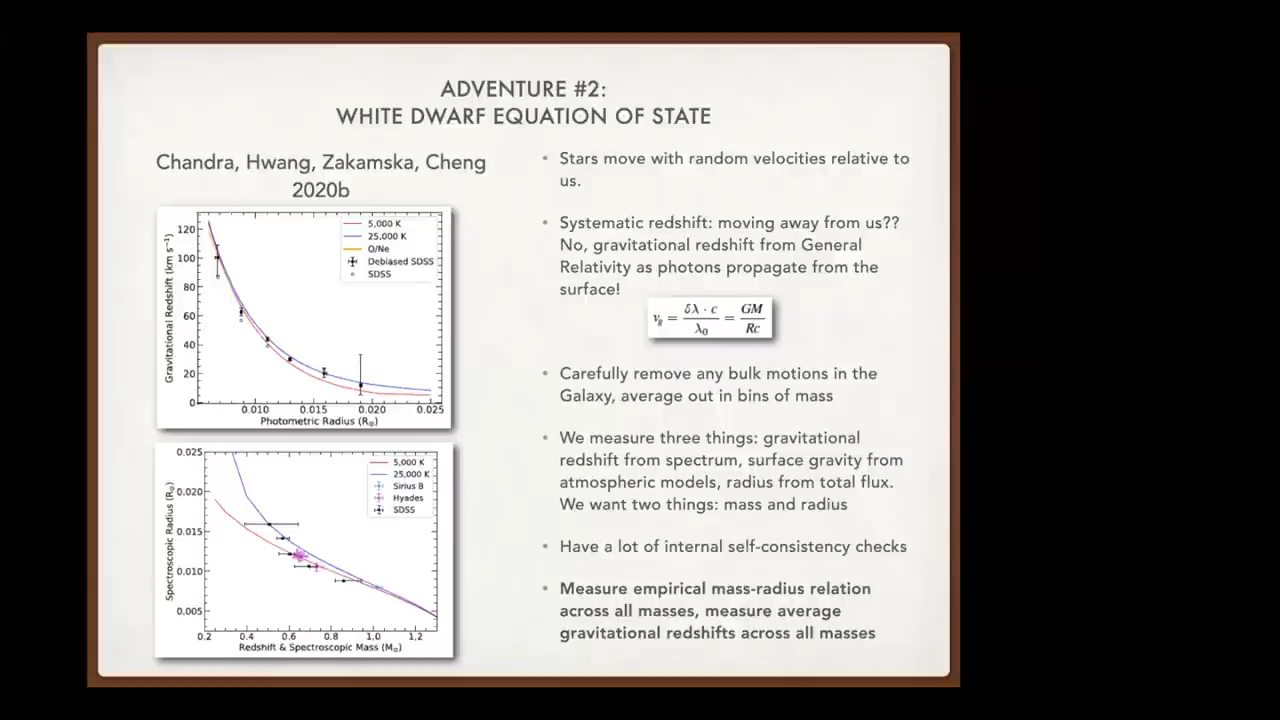 ADVENTURE #2:
WHITE DWARF EQUATION OF STATE
Chandra, Hwang, Zakamska, Cheng
2020b
120
100
80
60
40
20
0
0.010
0.015
0.020
0.025
Gravitational Redshift (km s⁻¹)
Photometric Radius (R⊙)
5,000 K
25,000 K
O/Ne
Debiased SDSS
SDSS
0.025
0.020
0.015
0.010
0.005
0.2
0.4
0.6
0.8
1.0
1.2
Spectroscopic Radius (R⊙)
Redshift & Spectroscopic Mass (M⊙)
5,000 K
25,000 K
Sirius B
Hyades
SDSS
• Stars move with random velocities relative to
us.
• Systematic redshift: moving away from us??
No, gravitational redshift from General
Relativity as photons propagate from the
surface!
v_g = δλ · c / λ₀ = GM / Rc
• Carefully remove any bulk motions in the
Galaxy, average out in bins of mass
• We measure three things: gravitational
redshift from spectrum, surface gravity from
atmospheric models, radius from total flux.
We want two things: mass and radius
• Have a lot of internal self-consistency checks
• Measure empirical mass-radius relation
across all masses, measure average
gravitational redshifts across all masses